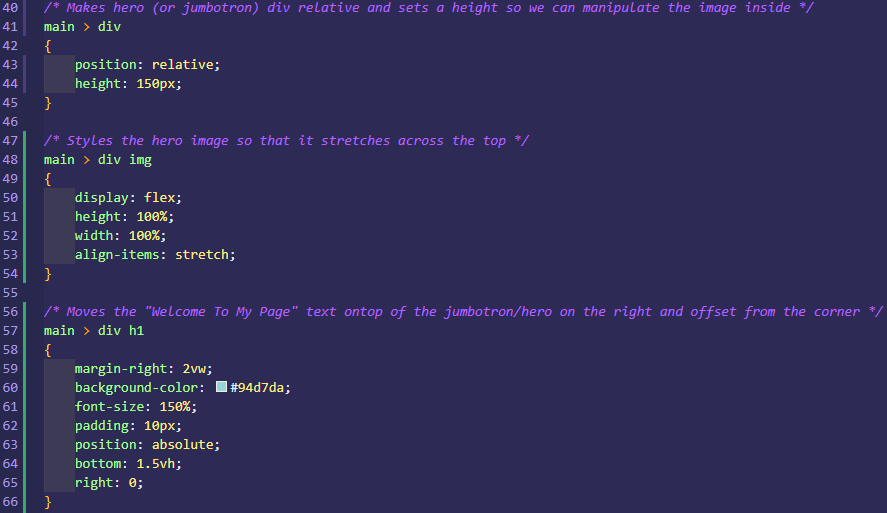 40 /* Makes hero (or jumbotron) div relative and sets a height so we can manipulate the image inside */
41 main > div
42 {
43     position: relative;
44     height: 150px;
45 }
46
47 /* Styles the hero image so that it stretches across the top */
48 main > div img
49 {
50     display: flex;
51     height: 100%;
52     width: 100%;
53     align-items: stretch;
54 }
55
56 /* Moves the "Welcome To My Page" text ontop of the jumbotron/hero on the right and offset from the corner */
57 main > div h1
58 {
59     margin-right: 2vw;
60     background-color: #94d7da;
61     font-size: 150%;
62     padding: 10px;
63     position: absolute;
64     bottom: 1.5vh;
65     right: 0;
66 }